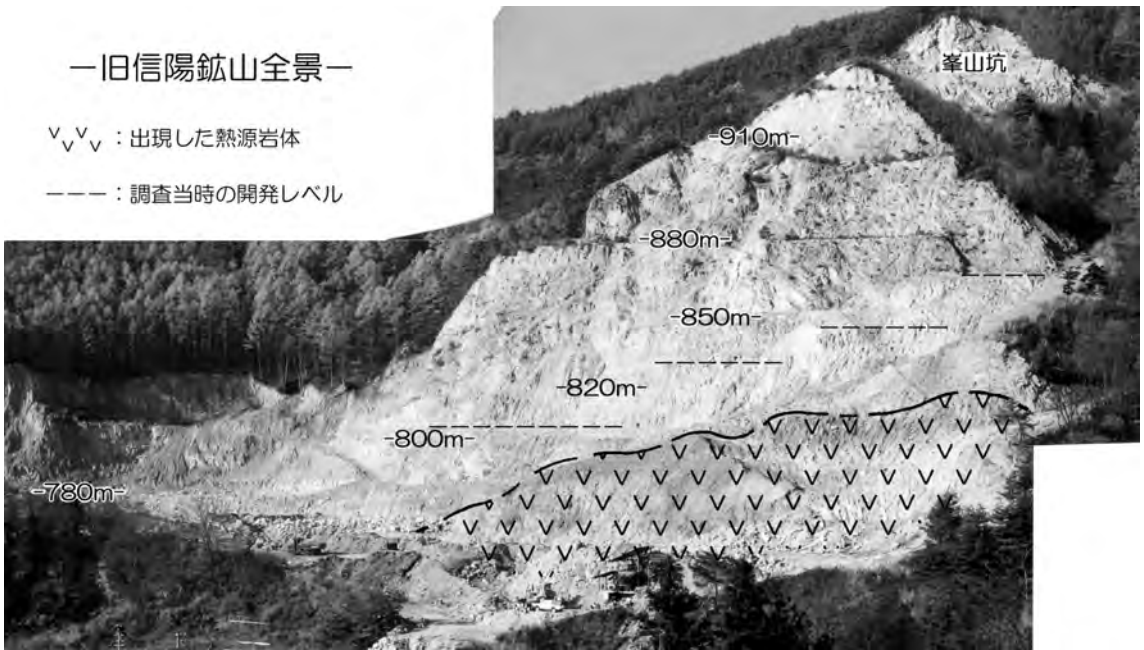 —旧信陽鉱山全景—
：出現した熱源岩体
：調査当時の開発レベル
峯山坑
-910m-
-880m-
-850m-
-820m-
-800m-
-780m-